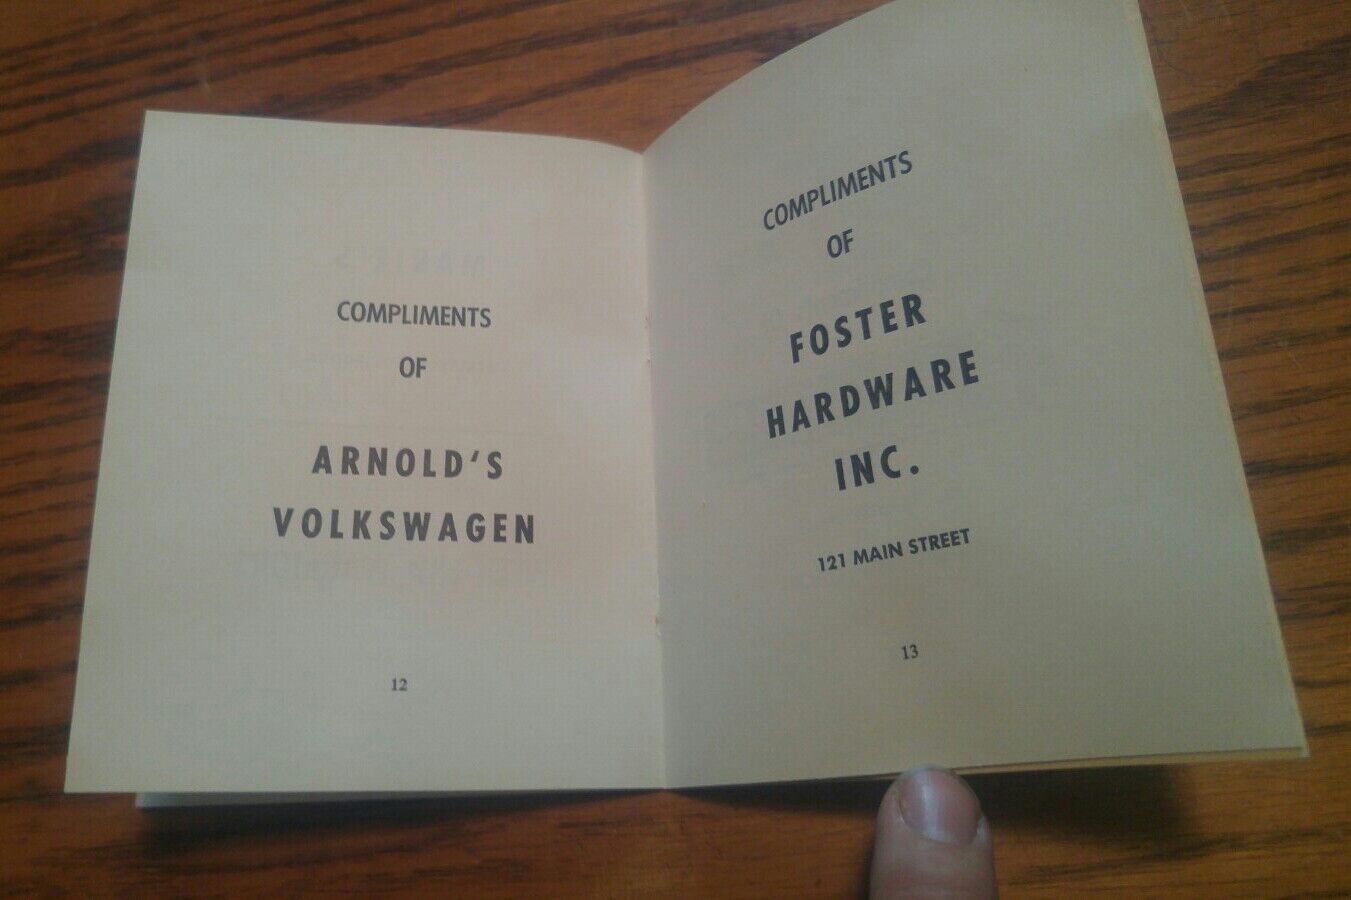 COMPLIMENTS
OF
ARNOLD'S
VOLKSWAGEN
12
COMPLIMENTS
OF
FOSTER
HARDWARE
INC.
121 MAIN STREET
13